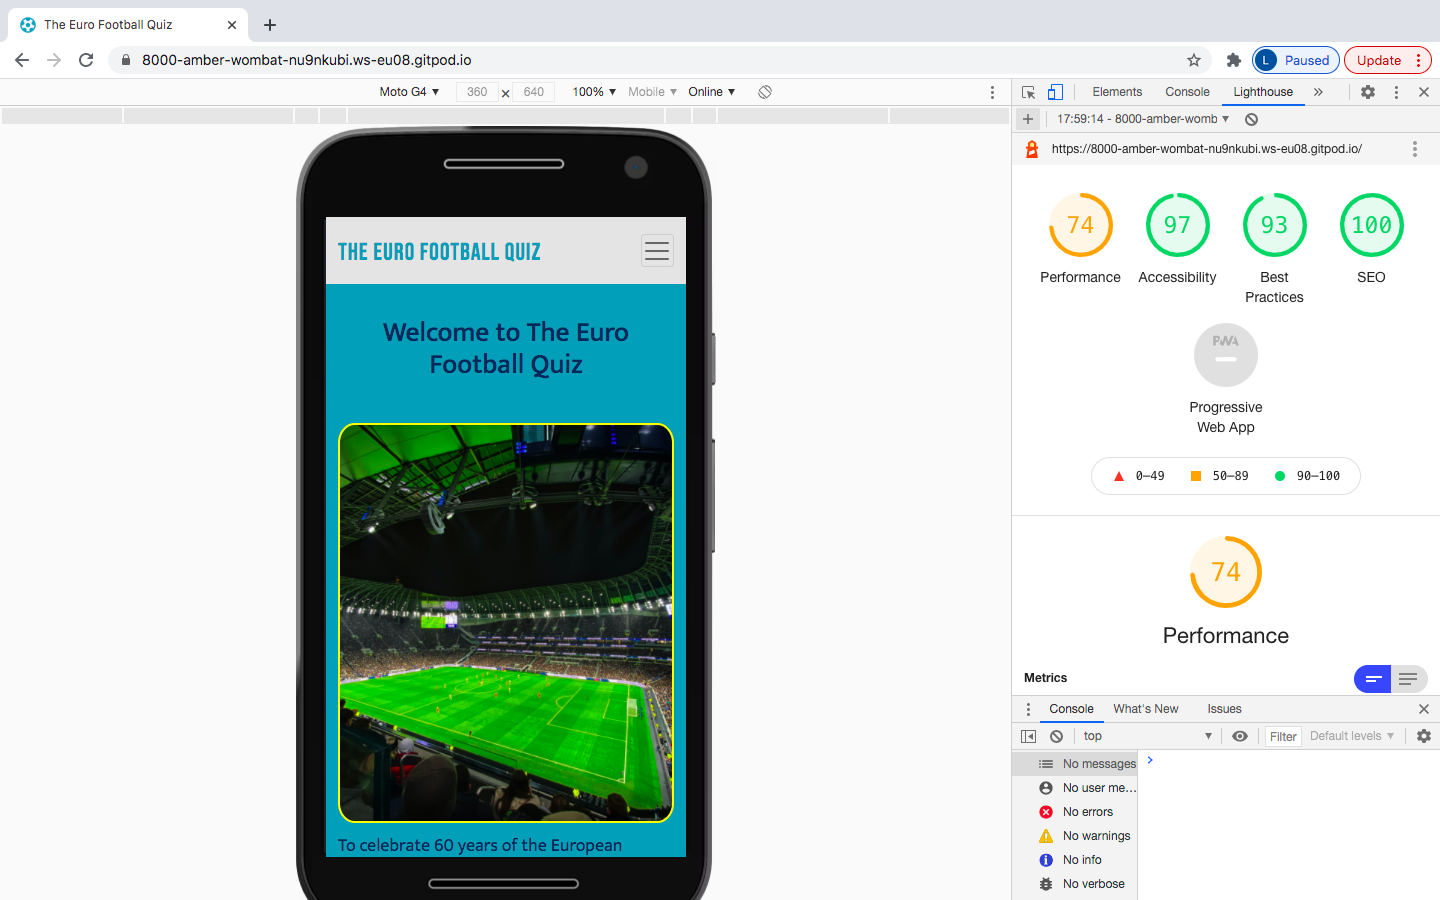 The Euro Football Quiz
8000-amber-wombat-nu9nkubi.ws-eu08.gitpod.io
L Paused
Update
Moto G4 360 x 640 100% Mobile Online
Elements Console Lighthouse
17:59:14 - 8000-amber-womb
https://8000-amber-wombat-nu9nkubi.ws-eu08.gitpod.io/
THE EURO FOOTBALL QUIZ
Welcome to The Euro
Football Quiz
To celebrate 60 years of the European
74 97 93 100
Performance Accessibility Best Practices SEO
PWA
Progressive
Web App
0–49 50–89 90–100
74
Performance
Metrics
Console What's New Issues
top Filter Default levels
No messages
No user me...
No errors
No warnings
No info
No verbose